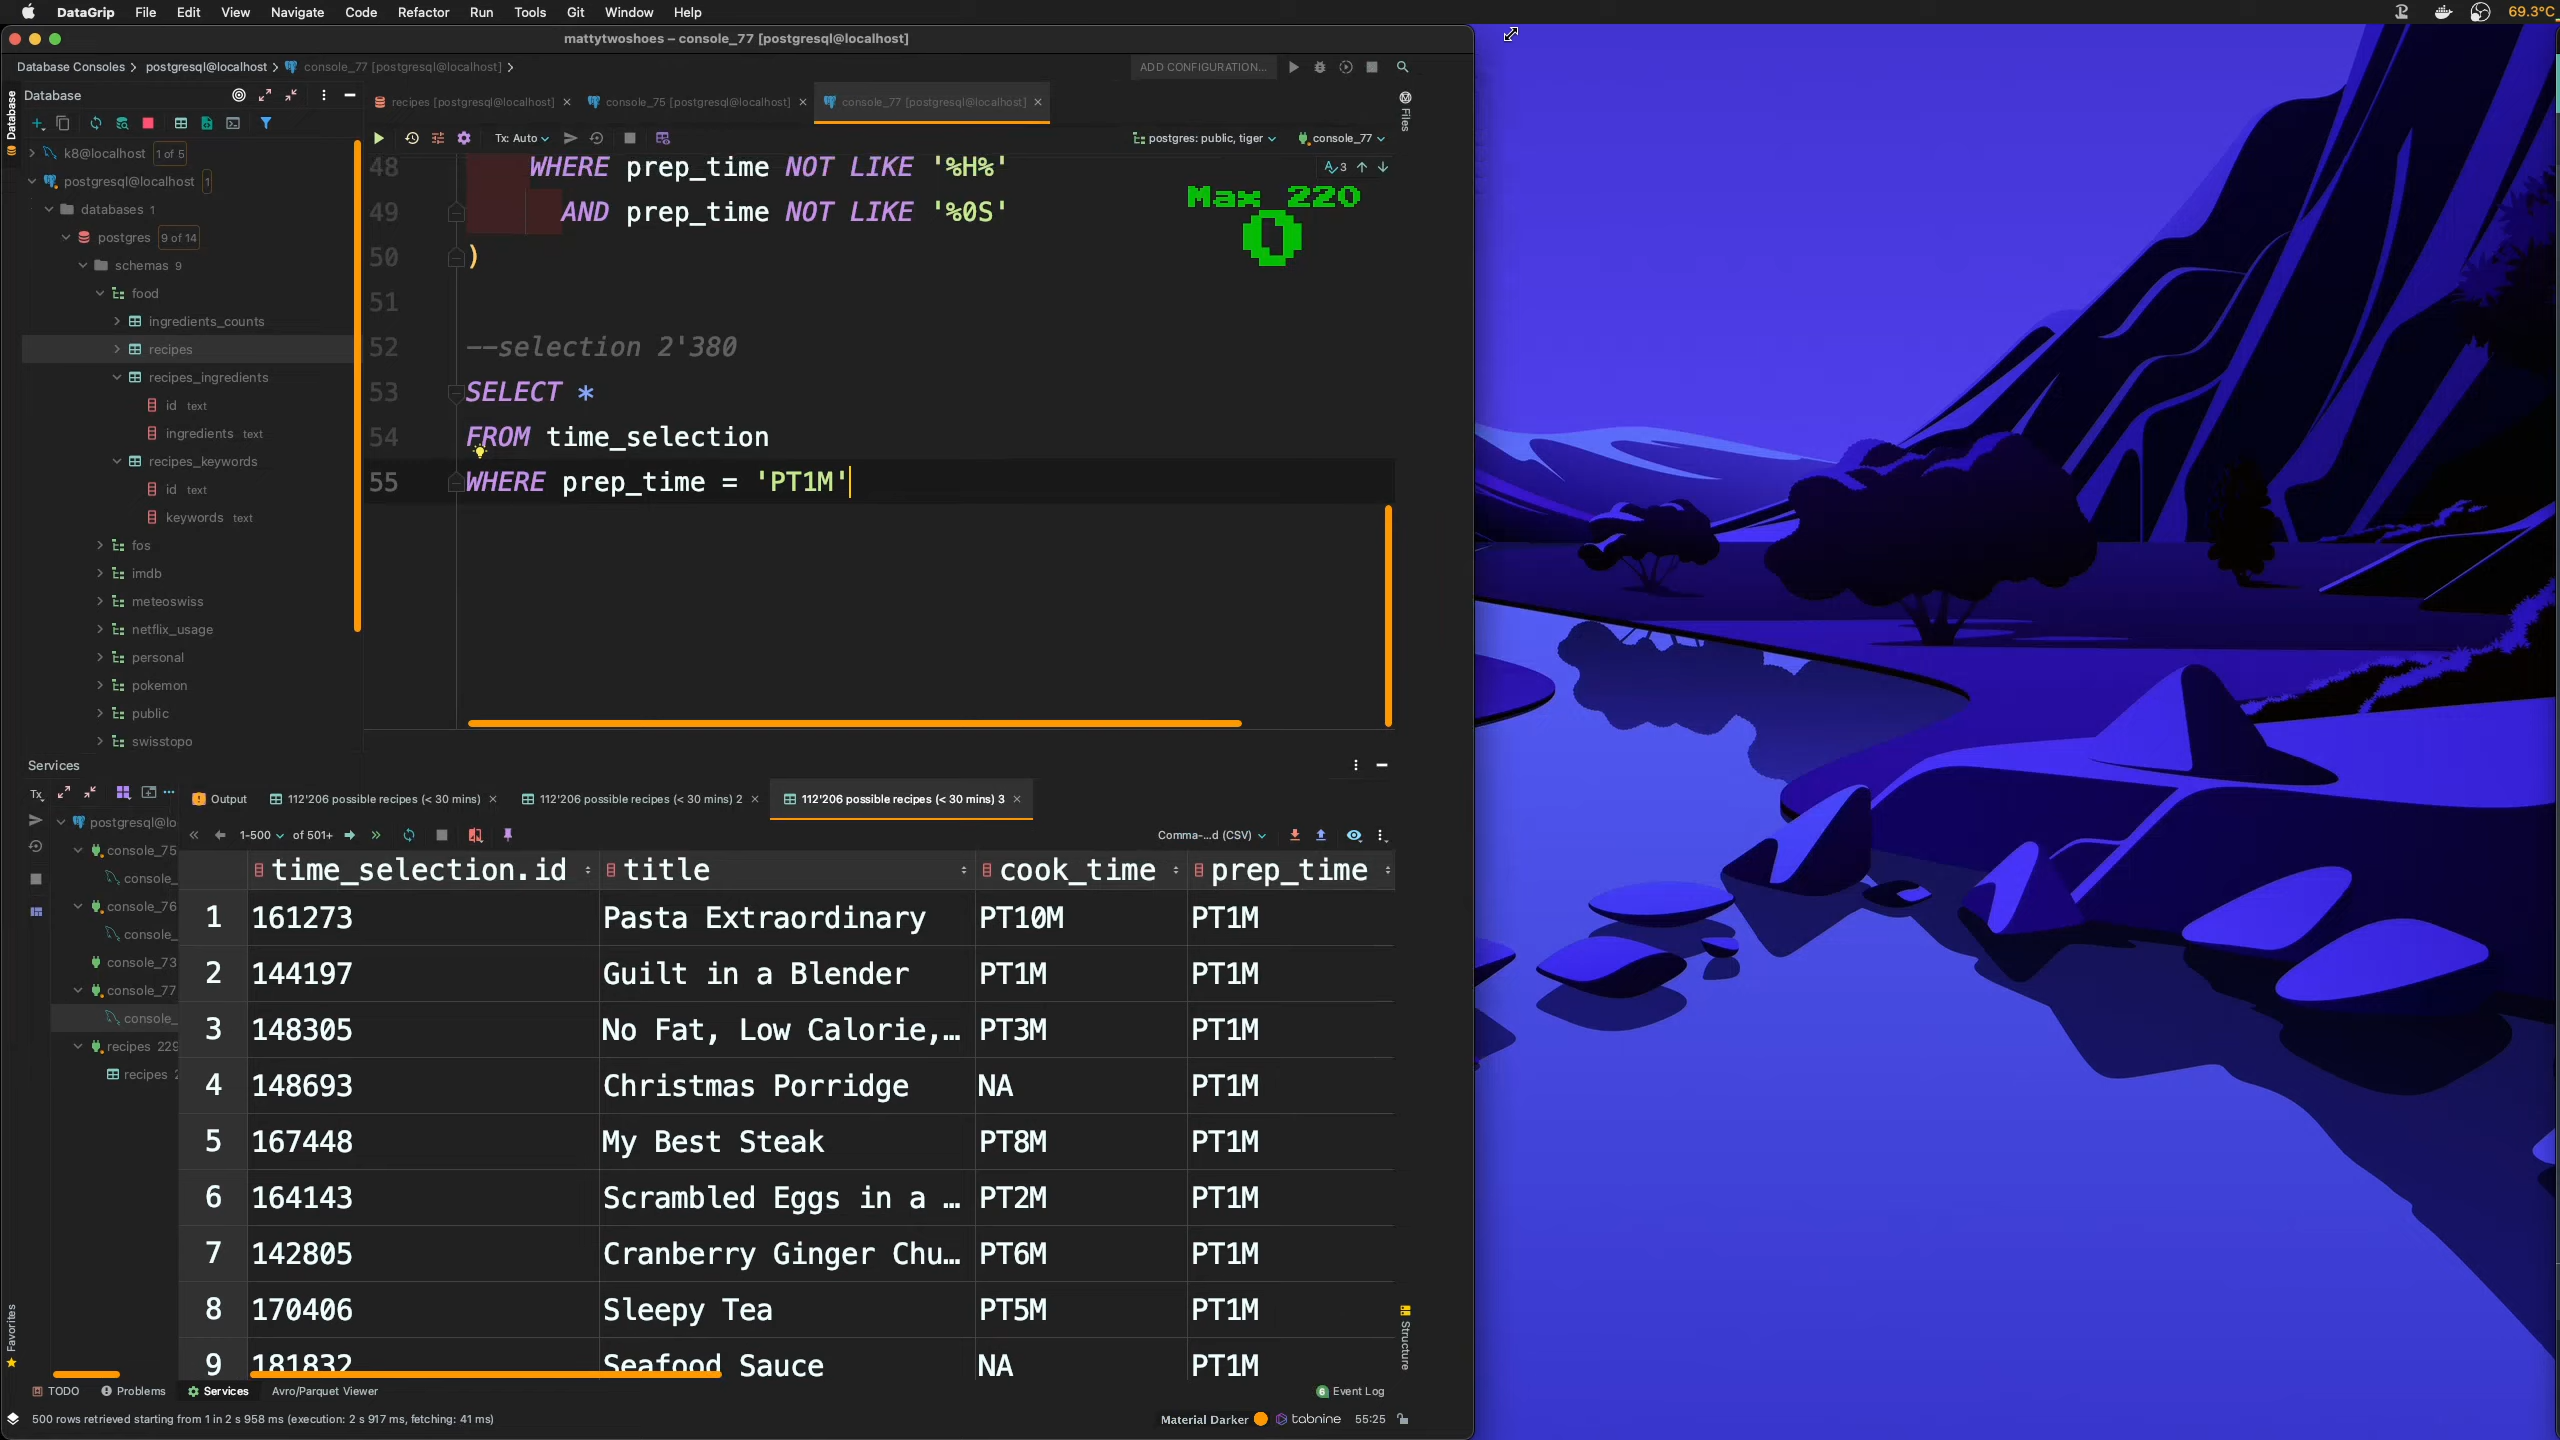 DataGrip File Edit View Navigate Code Refactor Run Tools Git Window Help
69.3°C
mattytwoshoes – console_77 [postgresql@localhost]
Database Consoles postgresql@localhost console_77 [postgresql@localhost]
ADD CONFIGURATION...
Database
Database
recipes [postgresql@localhost]
console_75 [postgresql@localhost]
console_77 [postgresql@localhost]
Files
Tx: Auto
postgres: public, tiger
console_77
k8@localhost 1 of 5
postgresql@localhost 1
databases 1
postgres 9 of 14
schemas 9
food
ingredients_counts
recipes
recipes_ingredients
id text
ingredients text
recipes_keywords
id text
keywords text
fos
imdb
meteoswiss
netflix_usage
personal
pokemon
public
swisstopo
48 WHERE prep_time NOT LIKE '%H%'
49 AND prep_time NOT LIKE '%0S'
50 )
51
52 --selection 2'380
53 SELECT *
54 FROM time_selection
55 WHERE prep_time = 'PT1M'
3
Max 220
0
Services
Tx
Output
112'206 possible recipes (< 30 mins)
112'206 possible recipes (< 30 mins) 2
112'206 possible recipes (< 30 mins) 3
1-500 of 501+
Comma-...d (CSV)
postgresql@lo
console_75
console_
console_76
console_
console_73
console_77
console_
recipes 229
recipes 2
time_selection.id title cook_time prep_time
1 161273 Pasta Extraordinary PT10M PT1M
2 144197 Guilt in a Blender PT1M PT1M
3 148305 No Fat, Low Calorie,… PT3M PT1M
4 148693 Christmas Porridge NA PT1M
5 167448 My Best Steak PT8M PT1M
6 164143 Scrambled Eggs in a … PT2M PT1M
7 142805 Cranberry Ginger Chu… PT6M PT1M
8 170406 Sleepy Tea PT5M PT1M
9 181832 Seafood Sauce NA PT1M
Favorites
Structure
TODO Problems Services Avro/Parquet Viewer
6 Event Log
500 rows retrieved starting from 1 in 2 s 958 ms (execution: 2 s 917 ms, fetching: 41 ms)
Material Darker tabnine 55:25